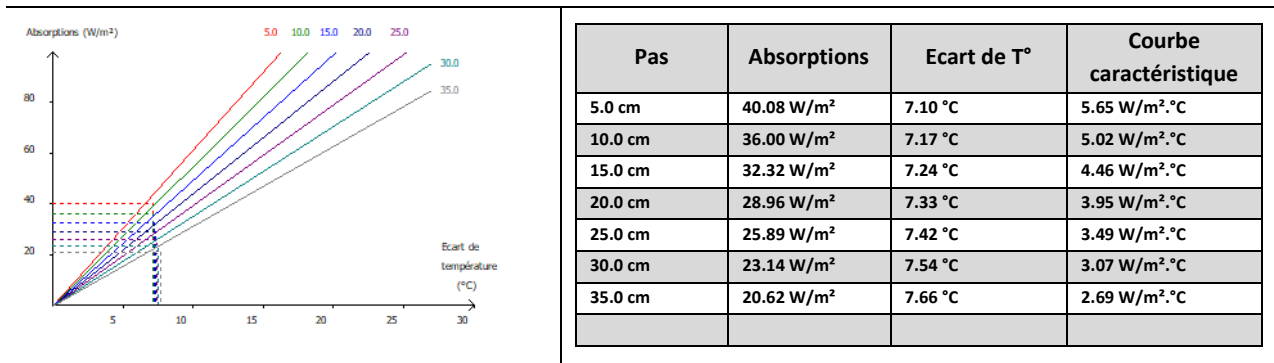 Absorptions (W/m²)
5.0 10.0 15.0 20.0 25.0
30.0
35.0
80
60
40
20
Ecart de
température
(°C)
5 10 15 20 25 30
Pas Absorptions Ecart de T° Courbe caractéristique
5.0 cm 40.08 W/m² 7.10 °C 5.65 W/m².°C
10.0 cm 36.00 W/m² 7.17 °C 5.02 W/m².°C
15.0 cm 32.32 W/m² 7.24 °C 4.46 W/m².°C
20.0 cm 28.96 W/m² 7.33 °C 3.95 W/m².°C
25.0 cm 25.89 W/m² 7.42 °C 3.49 W/m².°C
30.0 cm 23.14 W/m² 7.54 °C 3.07 W/m².°C
35.0 cm 20.62 W/m² 7.66 °C 2.69 W/m².°C